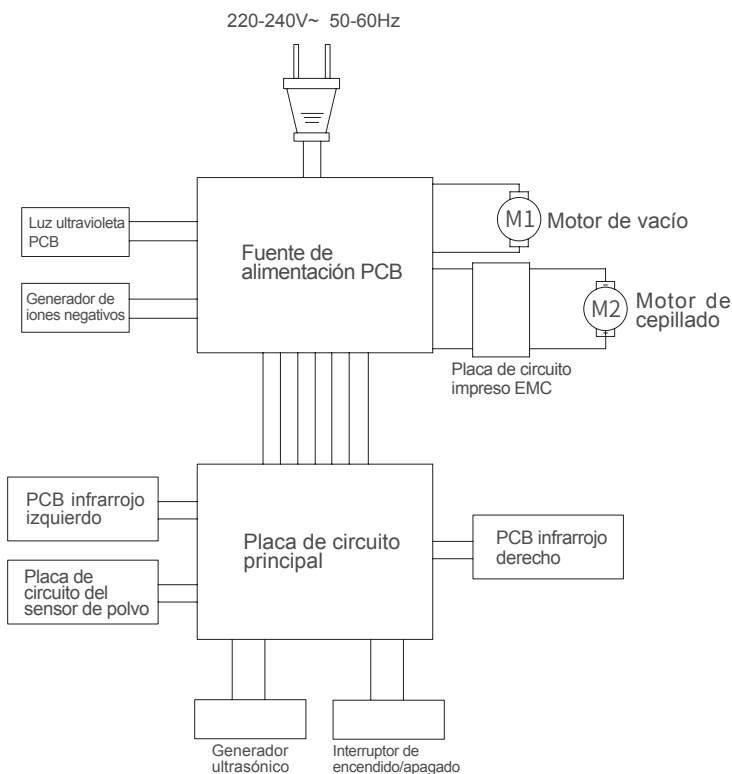 220-240V~ 50-60Hz
Luz ultravioleta
PCB
Generador de
iones negativos
Fuente de
alimentación PCB
M1
Motor de vacío
M2
Motor de
cepillado
Placa de circuito
impreso EMC
PCB infrarrojo
izquierdo
Placa de
circuito del
sensor de polvo
Placa de circuito
principal
PCB infrarrojo
derecho
Generador
ultrasónico
Interruptor de
encendido/apagado